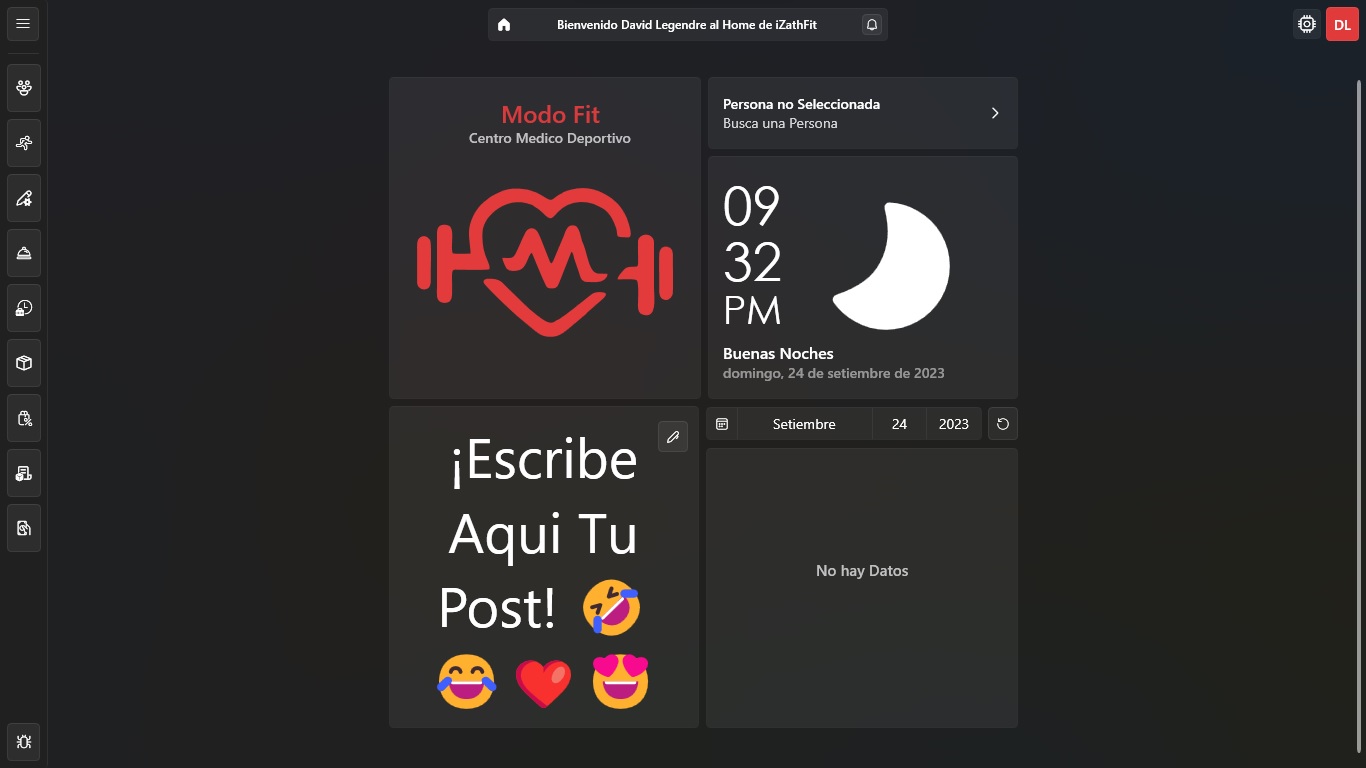 Bienvenido David Legendre al Home de iZathFit
DL
Modo Fit
Centro Medico Deportivo
Persona no Seleccionada
Busca una Persona
09
32
PM
Buenas Noches
domingo, 24 de setiembre de 2023
¡Escribe
Aqui Tu
Post! 🤣
😂 ❤️ 😍
Setiembre 24 2023
No hay Datos